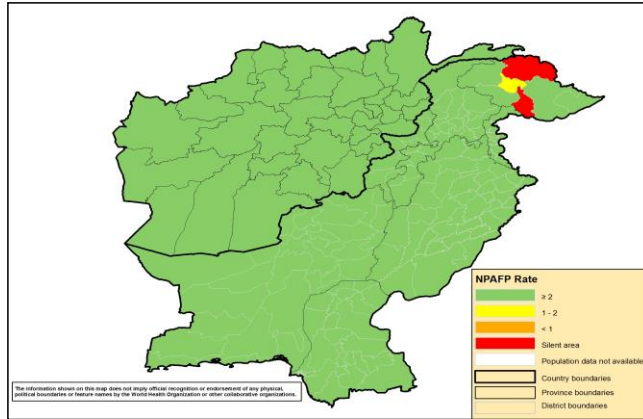 NPAFP Rate
≥ 2
1 - 2
< 1
Silent area
Population data not available
Country boundaries
Province boundaries
District boundaries
The information shown on this map does not imply official recognition or endorsement of any physical,
political boundaries or feature names by the World Health Organization or other collaborative organizations.